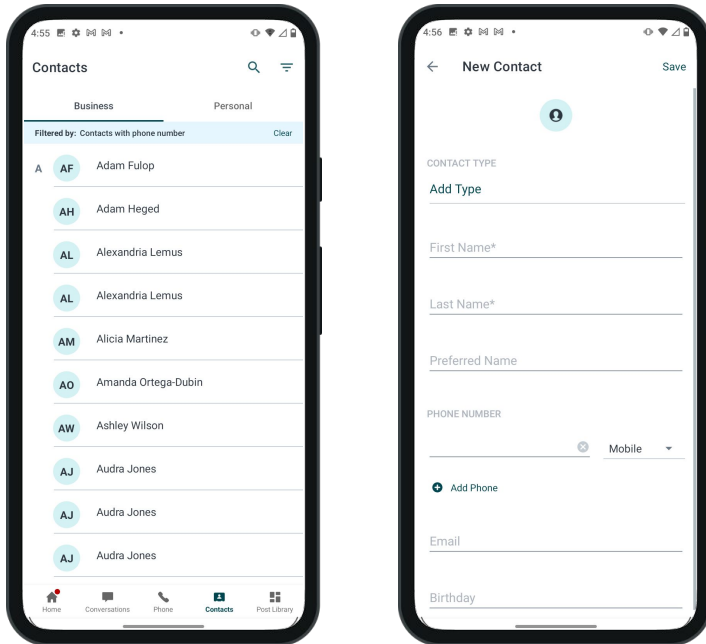 4:55
Contacts
Business Personal
Filtered by: Contacts with phone number Clear
A AF Adam Fulop
AH Adam Heged
AL Alexandria Lemus
AL Alexandria Lemus
AM Alicia Martinez
AO Amanda Ortega-Dubin
AW Ashley Wilson
AJ Audra Jones
AJ Audra Jones
AJ Audra Jones
Home Conversations Phone Contacts Post Library
4:56
New Contact Save
CONTACT TYPE
Add Type
First Name*
Last Name*
Preferred Name
PHONE NUMBER
Mobile
Add Phone
Email
Birthday